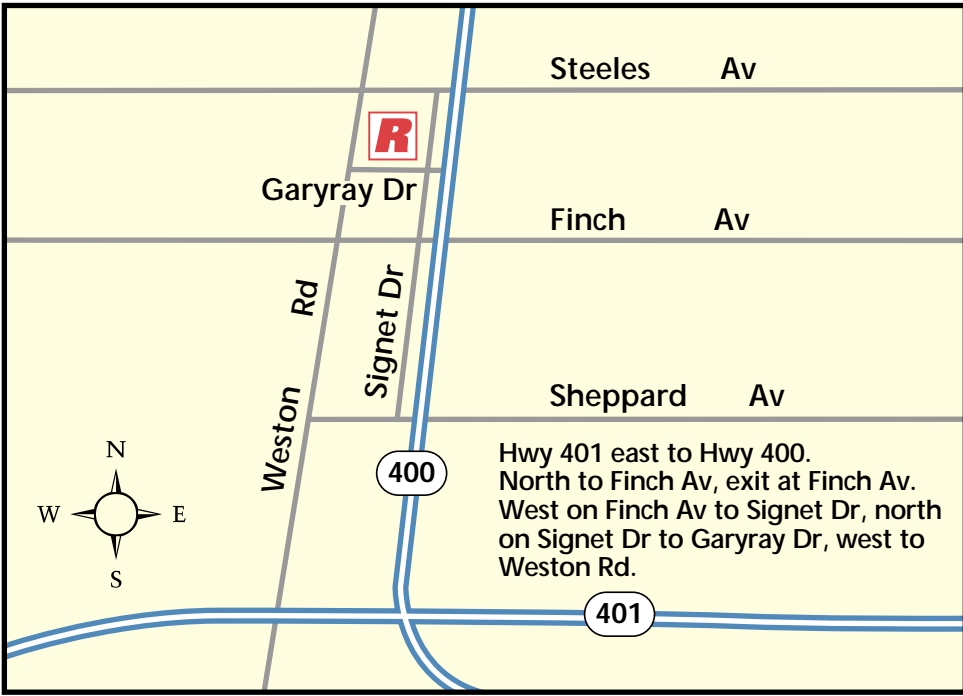 Steeles Av
R
Garyray Dr
Finch Av
Weston Rd
Signet Dr
Sheppard Av
400
Hwy 401 east to Hwy 400.
North to Finch Av, exit at Finch Av.
West on Finch Av to Signet Dr, north
on Signet Dr to Garyray Dr, west to
Weston Rd.
N
W E
S
401